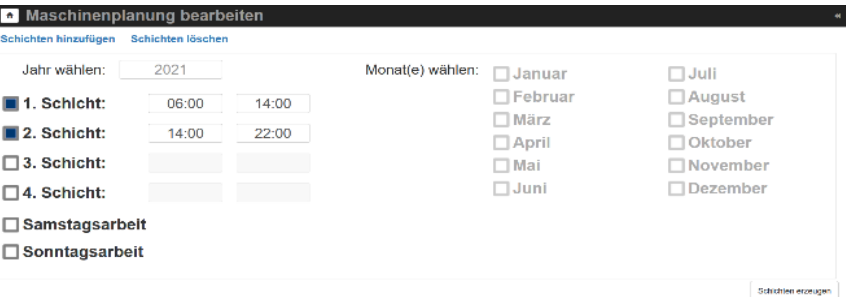 Maschinenplanung bearbeiten
«
Schichten hinzufügen Schichten löschen
Jahr wählen: 2021 Monat(e) wählen:
Januar Juli
1. Schicht: 06:00 14:00
Februar August
März September
2. Schicht: 14:00 22:00
April Oktober
3. Schicht:
Mai November
4. Schicht:
Juni Dezember
Samstagsarbeit
Sonntagsarbeit
Schichten erzeugen